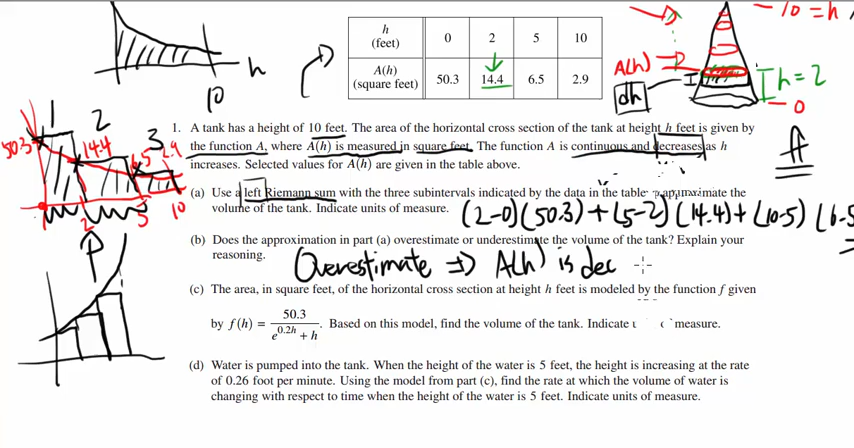 10 = h
h (feet) 0 2 5 10
A(h) (square feet) 50.3 14.4 6.5 2.9
A(h)
dh
h = 2
0
h
10
1 2 3
50.3 14.4 6.5 2.9
2 5 10
A
1. A tank has a height of 10 feet. The area of the horizontal cross section of the tank at height h feet is given by
the function A, where A(h) is measured in square feet. The function A is continuous and decreases as h
increases. Selected values for A(h) are given in the table above.
(a) Use a left Riemann sum with the three subintervals indicated by the data in the table to approximate the
volume of the tank. Indicate units of measure.
(2-0)(50.3) + (5-2)(14.4) + (10-5)(6.5
=
(b) Does the approximation in part (a) overestimate or underestimate the volume of the tank? Explain your
reasoning.
Overestimate => A(h) is dec
(c) The area, in square feet, of the horizontal cross section at height h feet is modeled by the function f given
by f(h) = 50.3 / (e^{0.2h} + h). Based on this model, find the volume of the tank. Indicate measure.
(d) Water is pumped into the tank. When the height of the water is 5 feet, the height is increasing at the rate
of 0.26 foot per minute. Using the model from part (c), find the rate at which the volume of water is
changing with respect to time when the height of the water is 5 feet. Indicate units of measure.